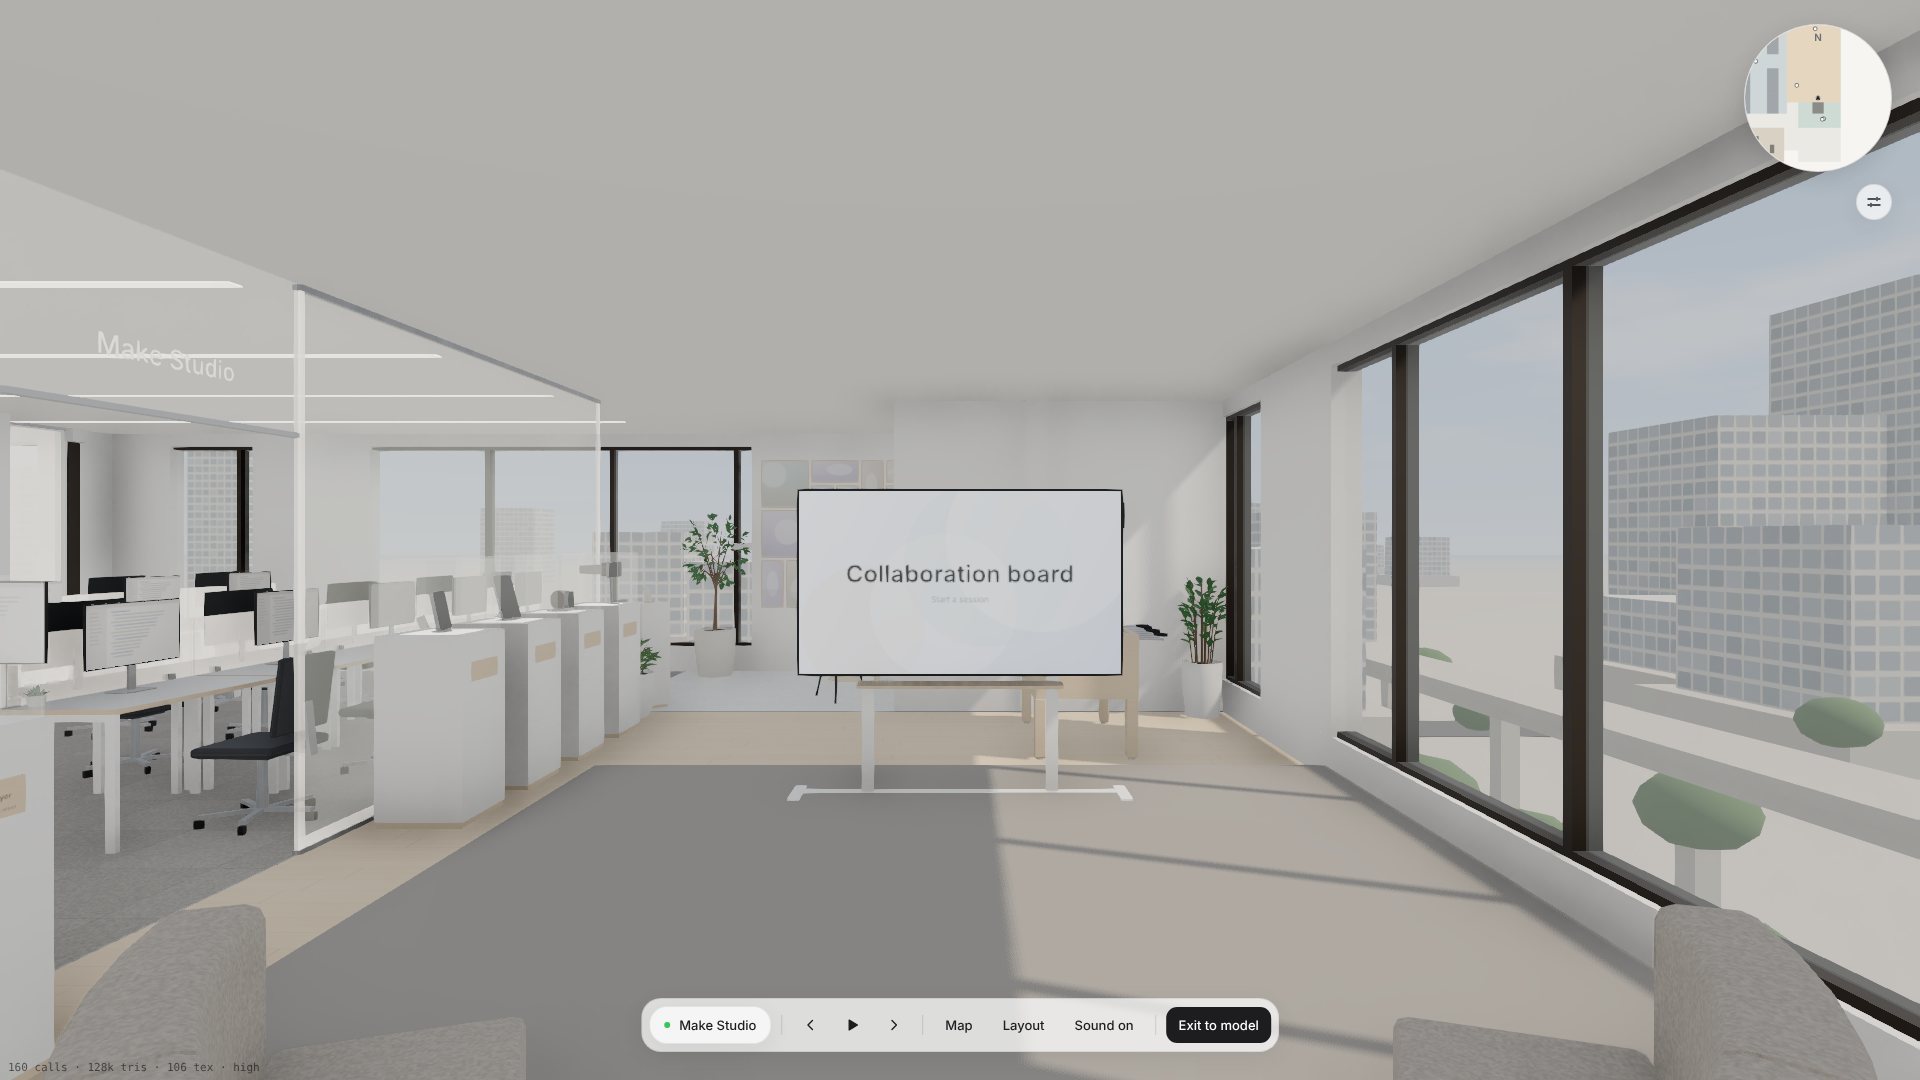 N
Make Studio
Collaboration board
Start a session
Make Studio
Map
Layout
Sound on
Exit to model
160 calls · 128k tris · 106 tex · high